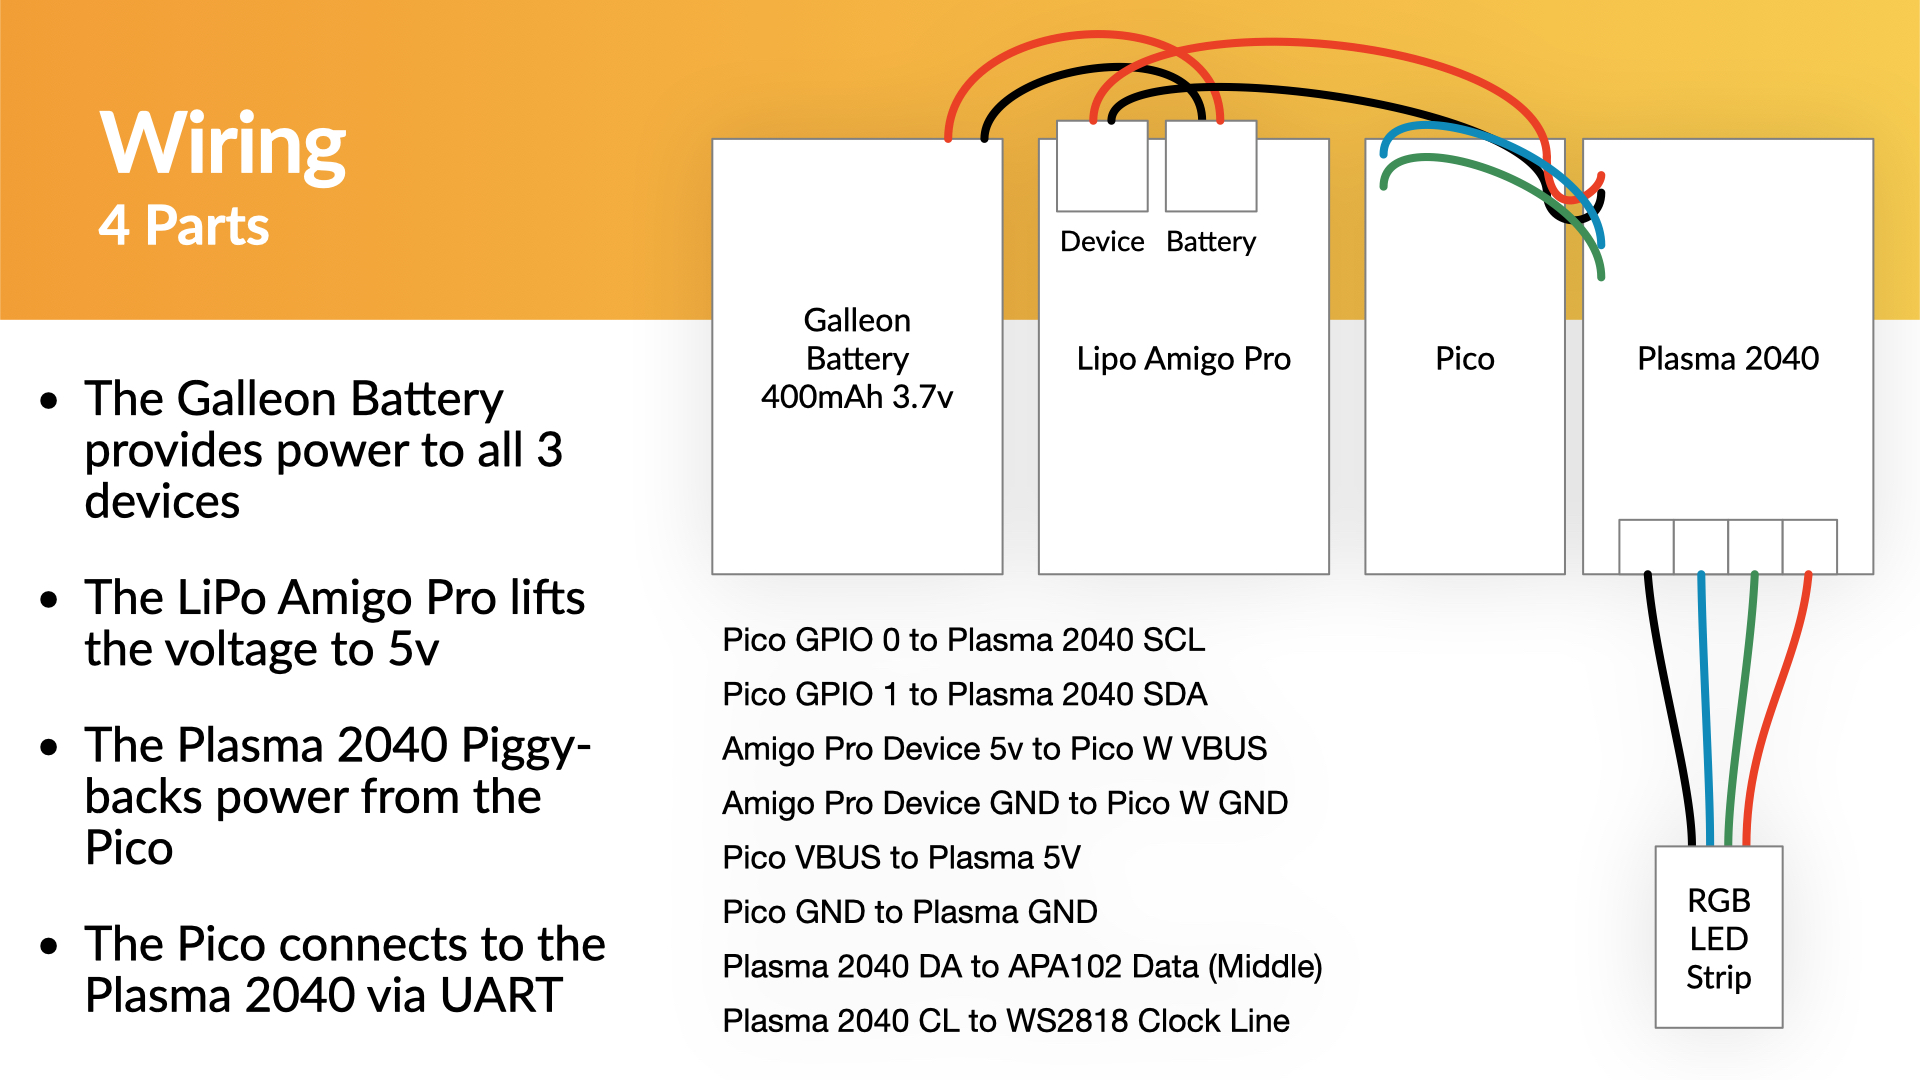 Wiring
4 Parts
• The Galleon Battery
provides power to all 3
devices
• The LiPo Amigo Pro lifts
the voltage to 5v
• The Plasma 2040 Piggy-
backs power from the
Pico
• The Pico connects to the
Plasma 2040 via UART
Galleon
Battery
400mAh 3.7v
Device
Battery
Lipo Amigo Pro
Pico
Plasma 2040
Pico GPIO 0 to Plasma 2040 SCL
Pico GPIO 1 to Plasma 2040 SDA
Amigo Pro Device 5v to Pico W VBUS
Amigo Pro Device GND to Pico W GND
Pico VBUS to Plasma 5V
Pico GND to Plasma GND
Plasma 2040 DA to APA102 Data (Middle)
Plasma 2040 CL to WS2818 Clock Line
RGB
LED
Strip